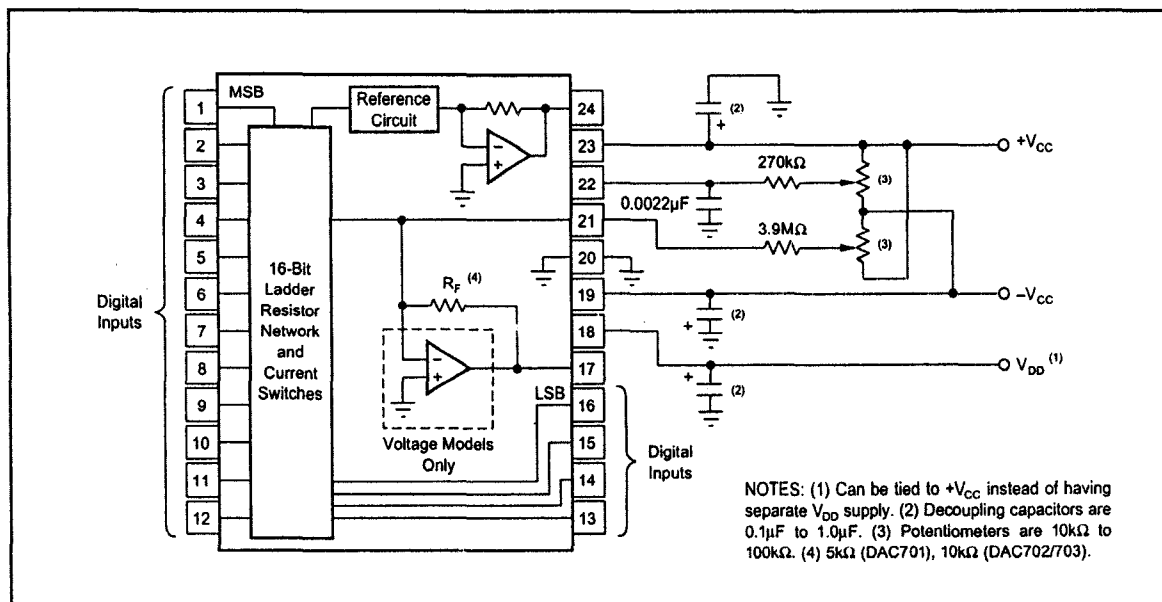 MSB
Reference
Circuit
16-Bit
Ladder
Resistor
Network
and
Current
Switches
Digital
Inputs
1
2
3
4
5
6
7
8
9
10
11
12
R_F (4)
Voltage Models
Only
LSB
24
23
22
21
20
19
18
17
16
15
14
13
Digital
Inputs
(2)
+
+V_CC
270kΩ
(3)
0.0022µF
3.9MΩ
(3)
−V_CC
+
(2)
V_DD (1)
+
(2)
−
+
−
+
NOTES: (1) Can be tied to +V_CC instead of having
separate V_DD supply. (2) Decoupling capacitors are
0.1µF to 1.0µF. (3) Potentiometers are 10kΩ to
100kΩ. (4) 5kΩ (DAC701), 10kΩ (DAC702/703).